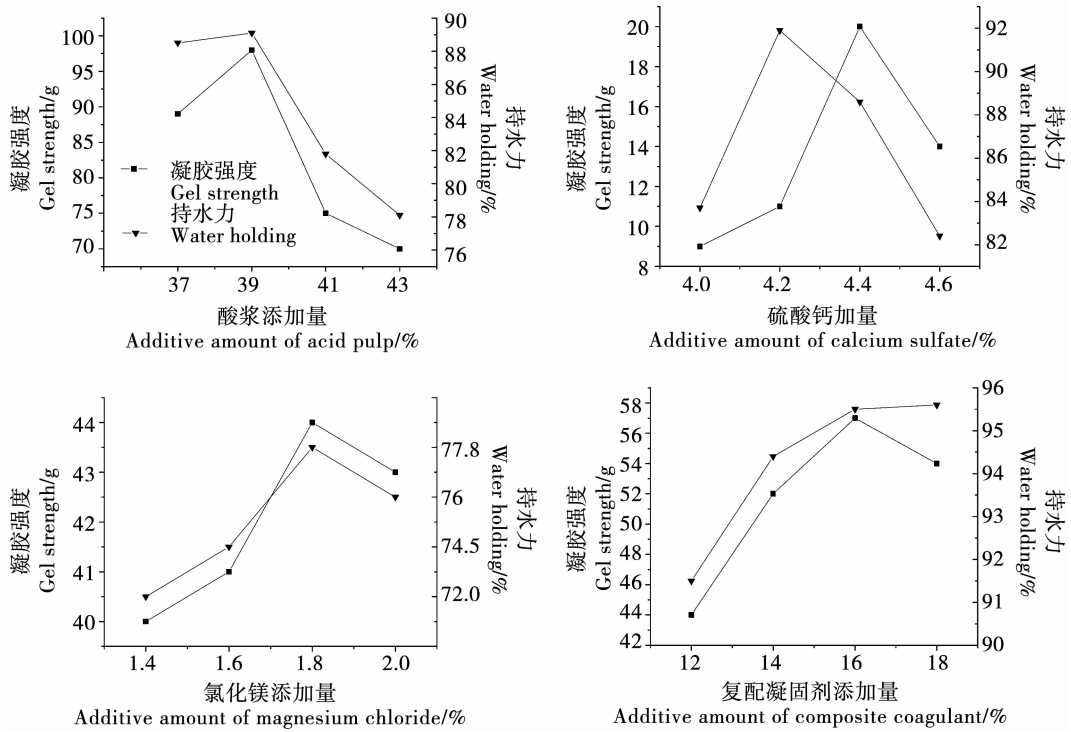 凝胶强度
Gel strength/g
100
95
90
85
80
75
70
90
88
86
84
82
80
78
76
持水力
Water holding/%
凝胶强度
Gel strength
持水力
Water holding
37 39 41 43
酸浆添加量
Additive amount of acid pulp/%
凝胶强度
Gel strength/g
20
18
16
14
12
10
8
92
90
88
86
84
82
持水力
Water holding/%
4.0 4.2 4.4 4.6
硫酸钙加量
Additive amount of calcium sulfate/%
凝胶强度
Gel strength/g
44
43
42
41
40
77.8
76
74.5
72.0
持水力
Water holding/%
1.4 1.6 1.8 2.0
氯化镁添加量
Additive amount of magnesium chloride/%
凝胶强度
Gel strength/g
58
56
54
52
50
48
46
44
42
96
95
94
93
92
91
90
持水力
Water holding/%
12 14 16 18
复配凝固剂添加量
Additive amount of composite coagulant/%